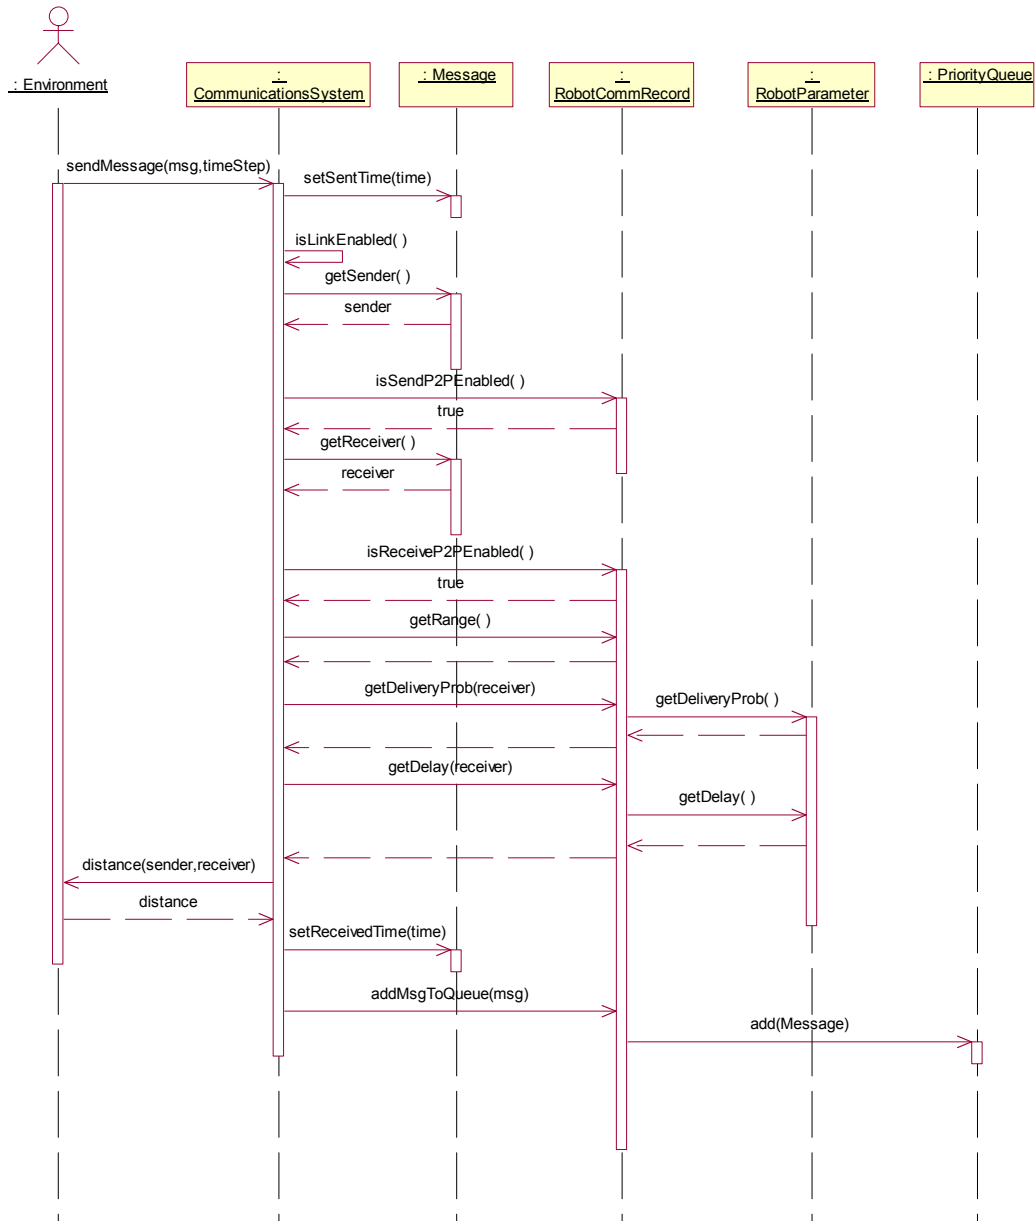 : Environment
:
CommunicationsSystem
: Message
:
RobotCommRecord
:
RobotParameter
: PriorityQueue
sendMessage(msg,timeStep)
setSentTime(time)
isLinkEnabled( )
getSender( )
sender
isSendP2PEnabled( )
true
getReceiver( )
receiver
isReceiveP2PEnabled( )
true
getRange( )
getDeliveryProb(receiver)
getDeliveryProb( )
getDelay(receiver)
getDelay( )
distance(sender,receiver)
distance
setReceivedTime(time)
addMsgToQueue(msg)
add(Message)